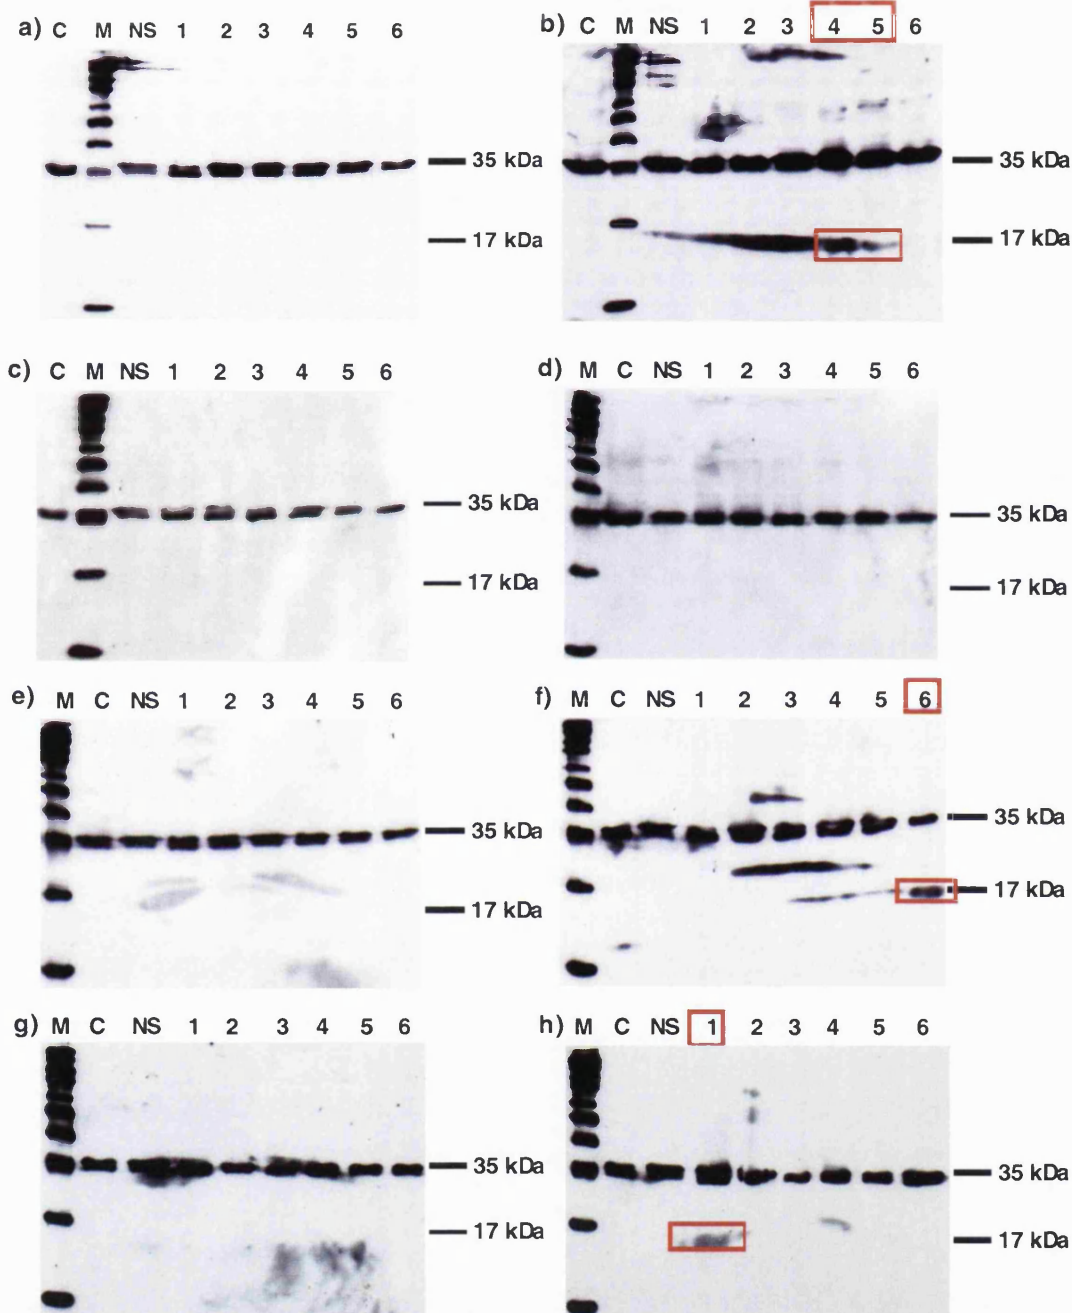 a) C M NS 1 2 3 4 5 6
35 kDa
17 kDa
b) C M NS 1 2 3 4 5 6
35 kDa
17 kDa
c) C M NS 1 2 3 4 5 6
35 kDa
17 kDa
d) M C NS 1 2 3 4 5 6
35 kDa
17 kDa
e) M C NS 1 2 3 4 5 6
35 kDa
17 kDa
f) M C NS 1 2 3 4 5 6
35 kDa
17 kDa
g) M C NS 1 2 3 4 5 6
35 kDa
17 kDa
h) M C NS 1 2 3 4 5 6
35 kDa
17 kDa